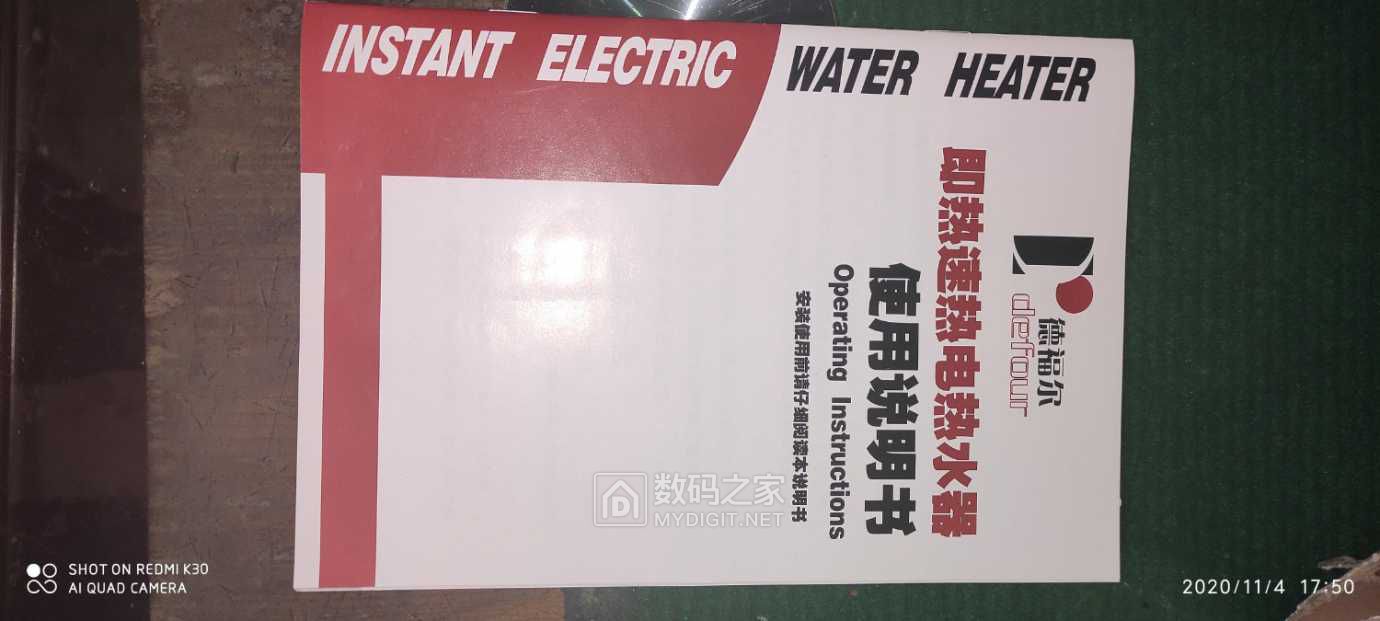 INSTANT ELECTRIC WATER HEATER
德福尔
defour
即热速热电热水器
使用说明书
Operating Instructions
安装使用前请仔细阅读本说明书
数码之家
MYDIGIT.NET
SHOT ON REDMI K30
AI QUAD CAMERA
2020/11/4 17:50